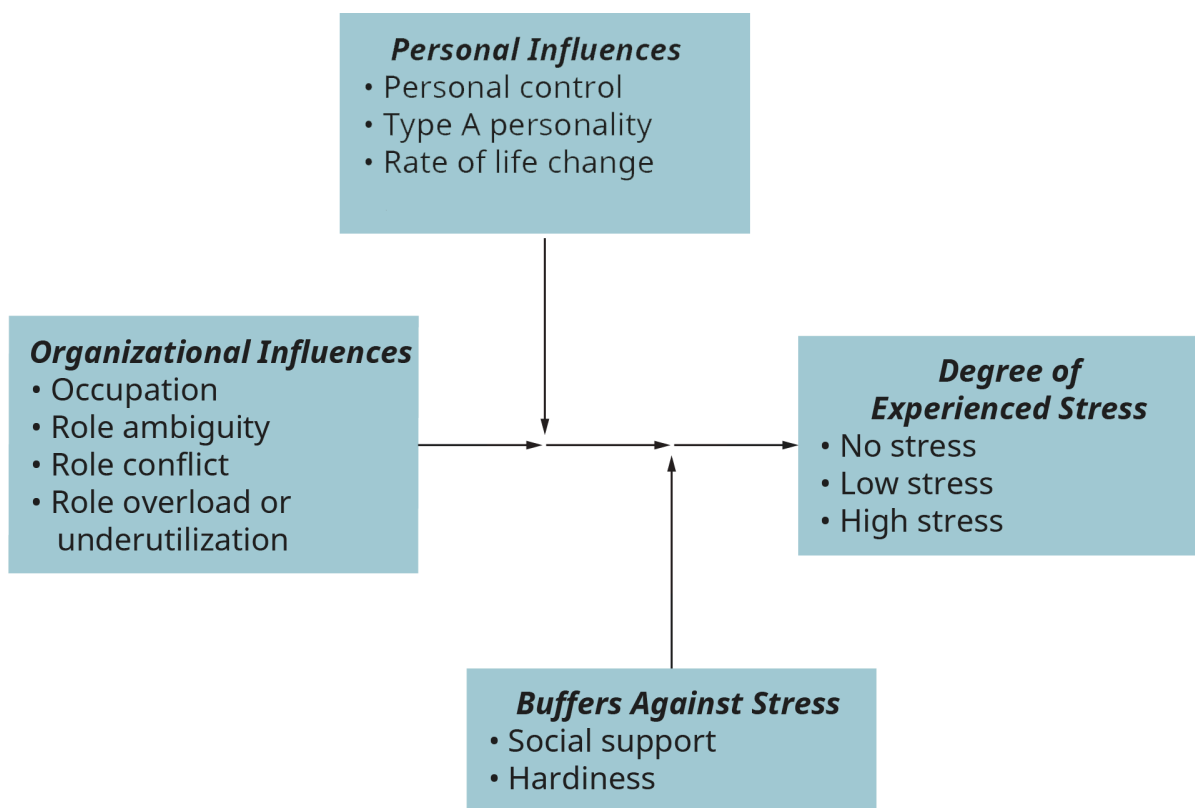 Personal Influences
• Personal control
• Type A personality
• Rate of life change
Organizational Influences
• Occupation
• Role ambiguity
• Role conflict
• Role overload or
underutilization
Degree of
Experienced Stress
• No stress
• Low stress
• High stress
Buffers Against Stress
• Social support
• Hardiness